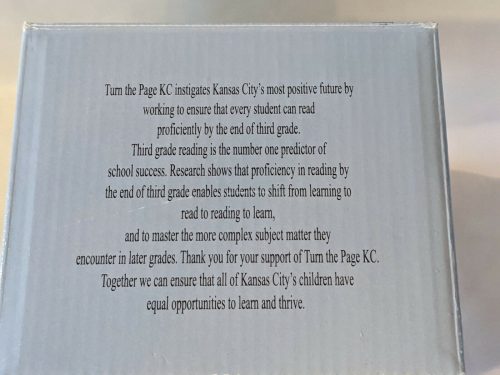 Turn the Page KC instigates Kansas City's most positive future by
working to ensure that every student can read
proficiently by the end of third grade.
Third grade reading is the number one predictor of
school success. Research shows that proficiency in reading by
the end of third grade enables students to shift from learning to
read to reading to learn,
and to master the more complex subject matter they
encounter in later grades. Thank you for your support of Turn the Page KC.
Together we can ensure that all of Kansas City's children have
equal opportunities to learn and thrive.